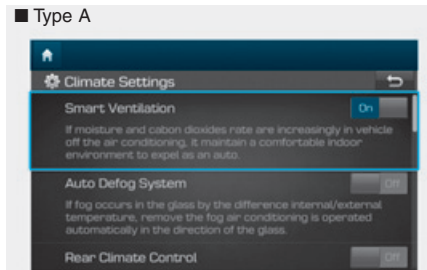 ■ Type A
Climate Settings
Smart Ventilation
On
If moisture and cabon dioxides rate are increasingly in vehicle
off the air conditioning, it maintain a comfortable indoor
environment to expel as an auto.
Auto Defog System
Off
If fog occurs in the glass by the difference internal/external
temperature, remove the fog air conditioning is operated
automatically in the direction of the glass.
Rear Climate Control
Off